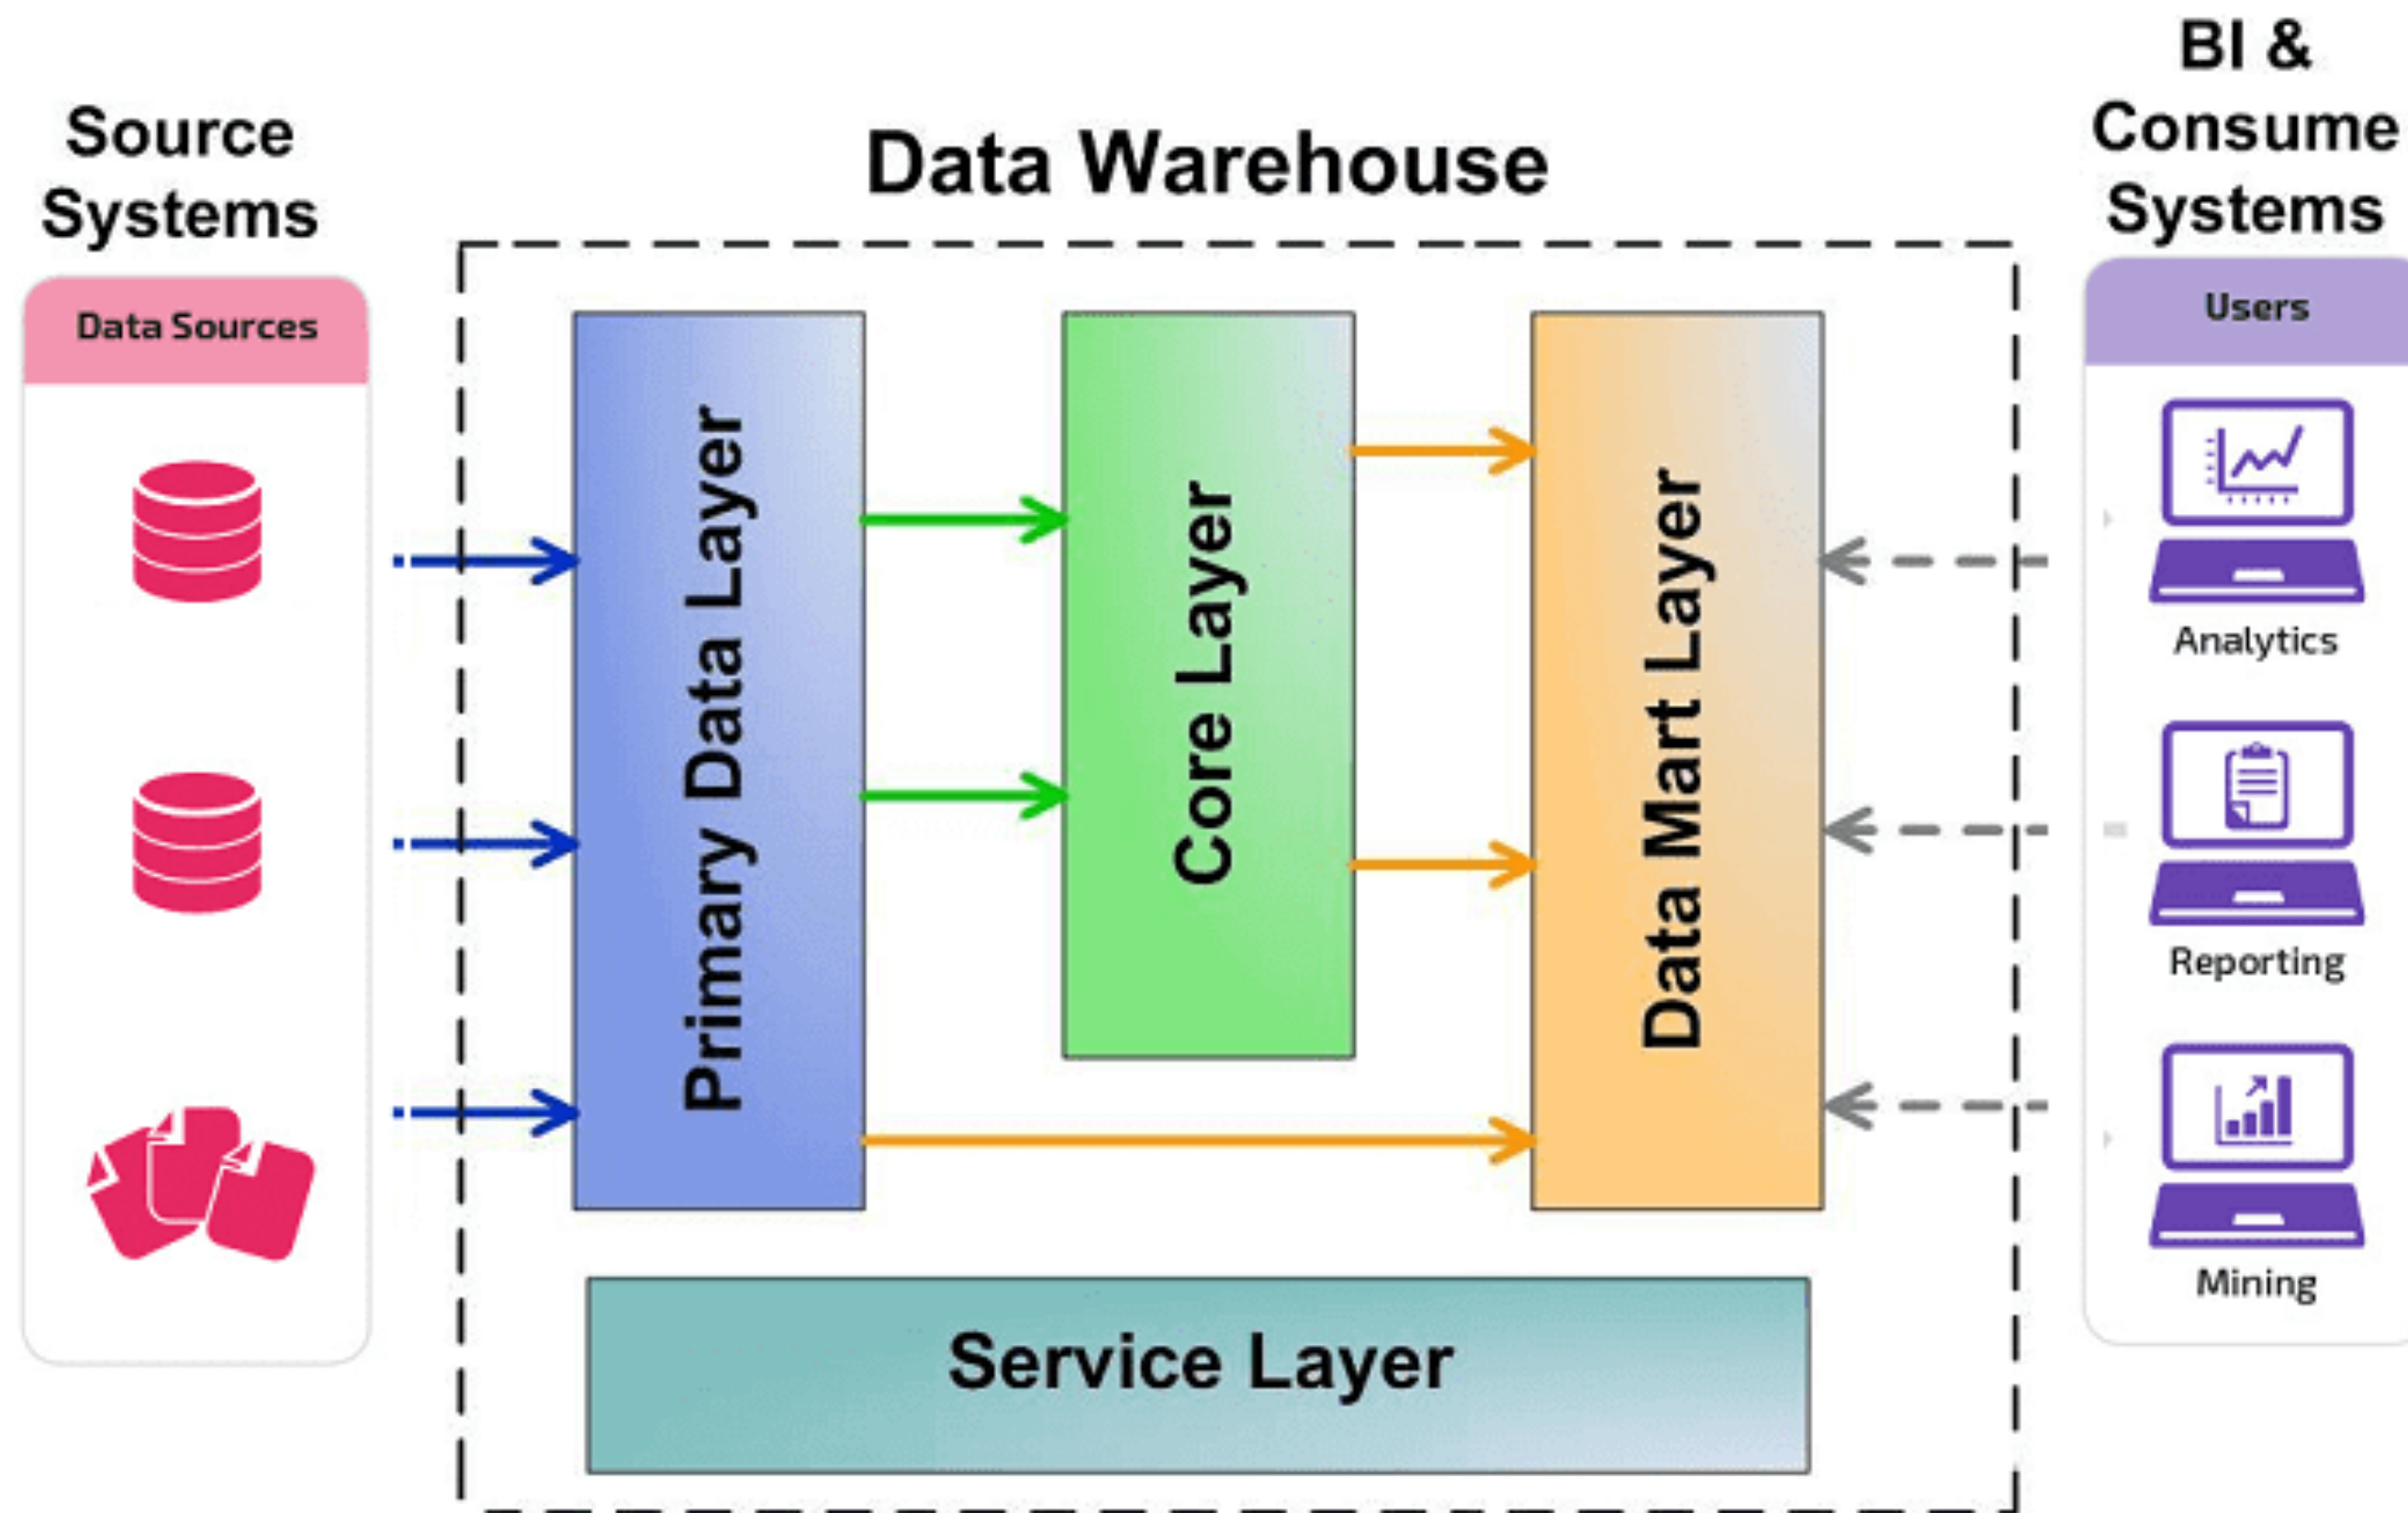 Source
Systems
Data Sources
Data Warehouse
Primary Data Layer
Core Layer
Data Mart Layer
Service Layer
BI &
Consume
Systems
Users
Analytics
Reporting
Mining